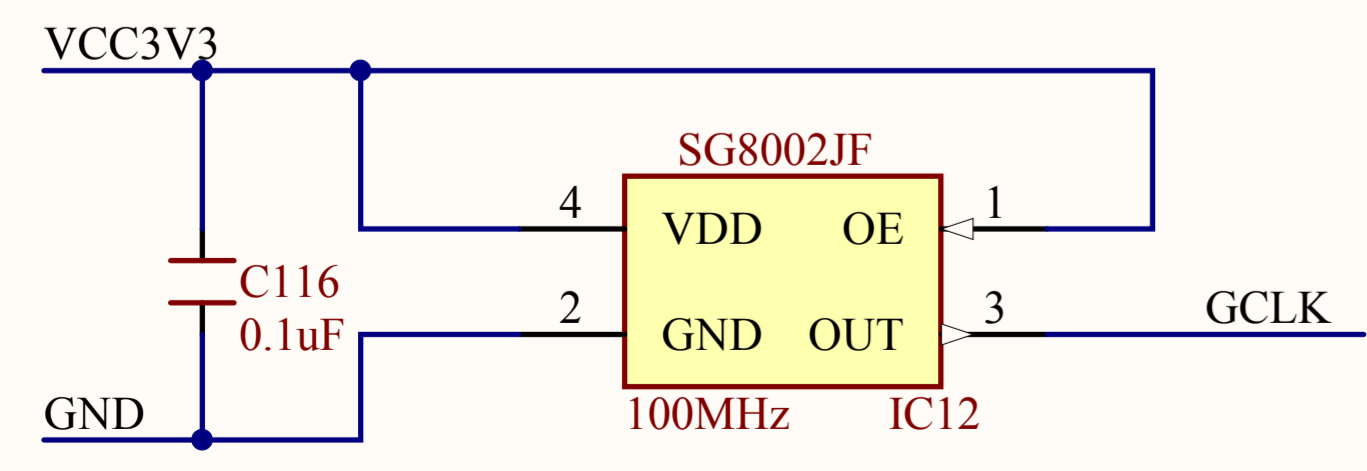 VCC3V3
SG8002JF
4
VDD
OE
1
C116
0.1uF
2
GND
OUT
3
GCLK
GND
100MHz
IC12